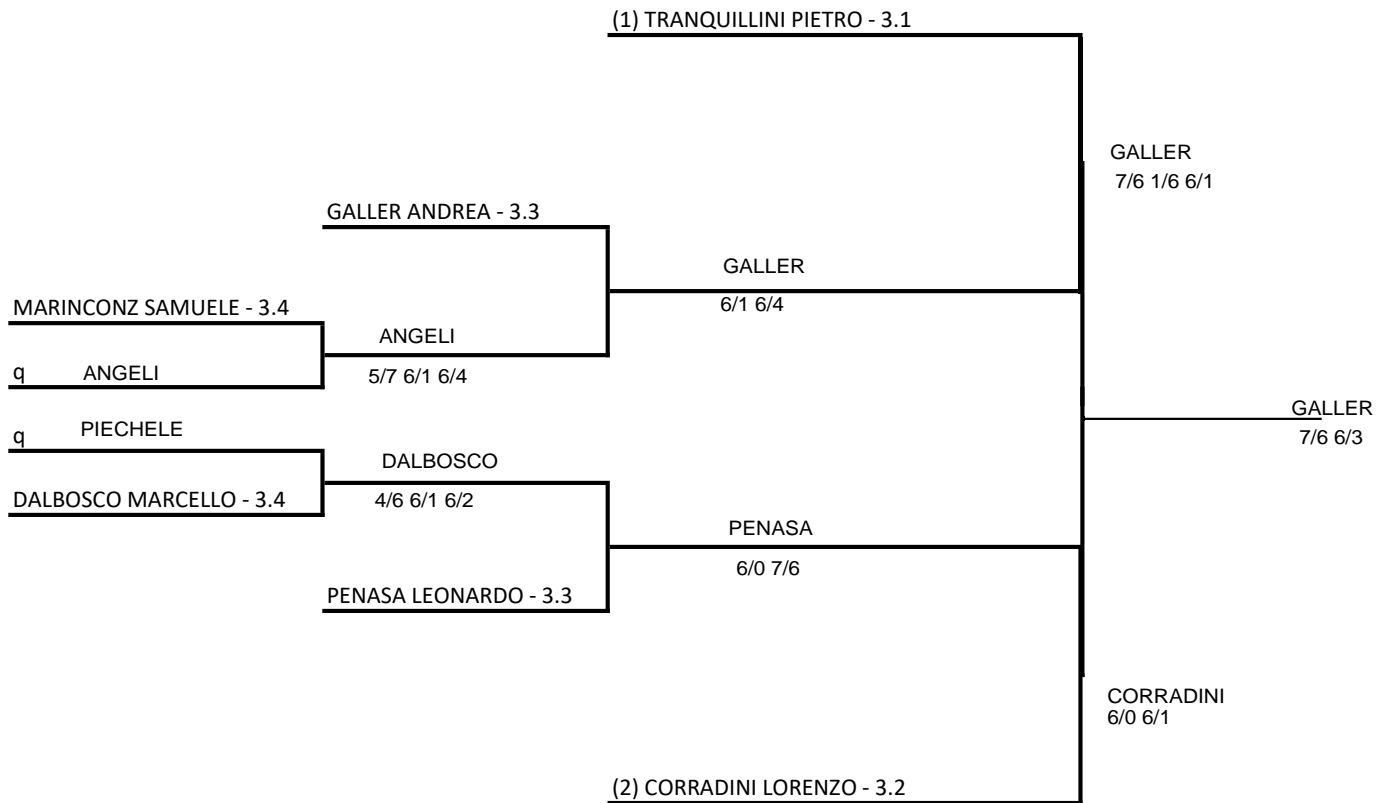 (1) TRANQUILLINI PIETRO - 3.1
GALLER
7/6 1/6 6/1
GALLER ANDREA - 3.3
GALLER
6/1 6/4
MARINCONZ SAMUELE - 3.4
ANGELI
5/7 6/1 6/4
q ANGELI
GALLER
7/6 6/3
q PIECHELE
DALBOSCO
4/6 6/1 6/2
DALBOSCO MARCELLO - 3.4
PENASA
6/0 7/6
PENASA LEONARDO - 3.3
CORRADINI
6/0 6/1
(2) CORRADINI LORENZO - 3.2